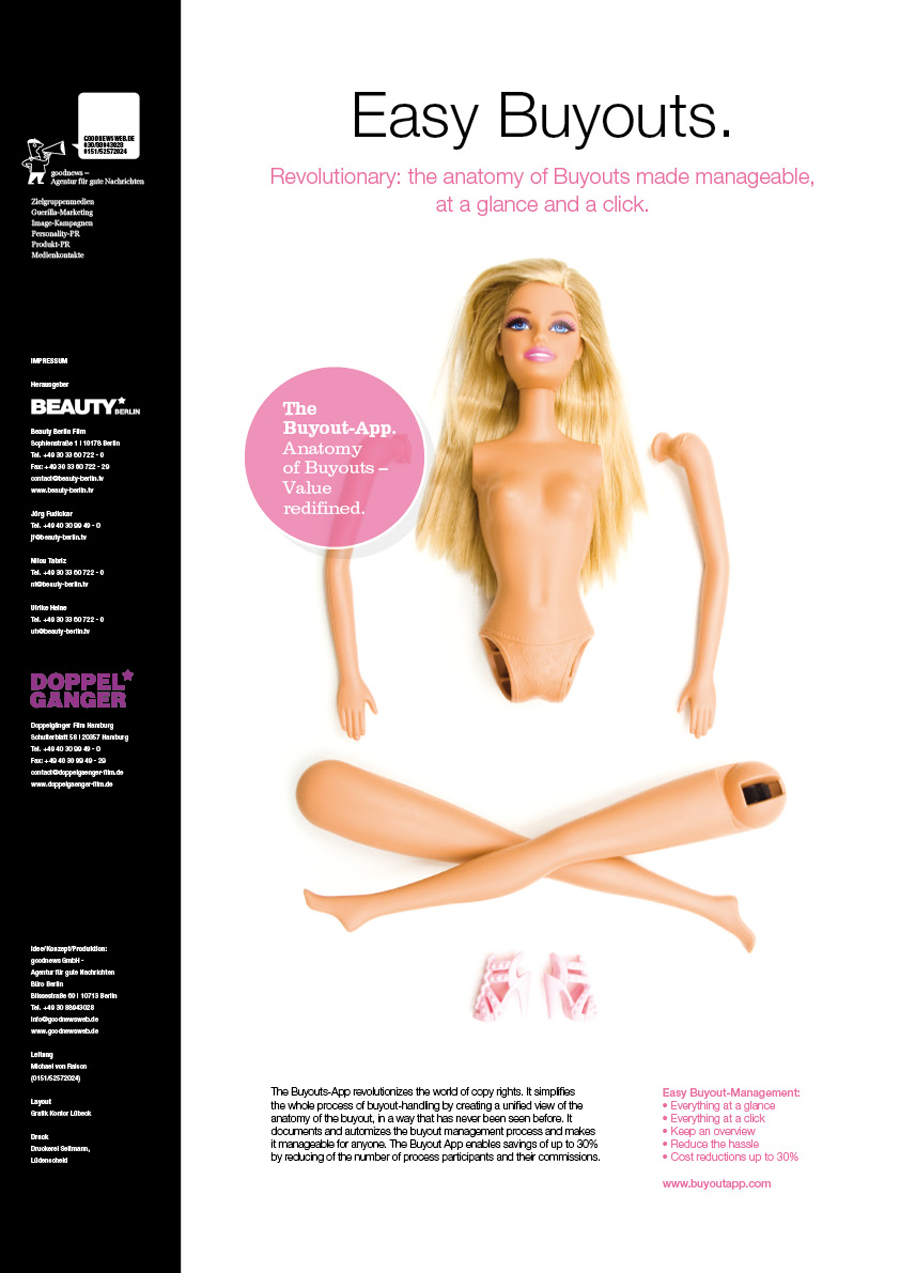 GOODNEWSWEB.DE
030/88943028
0151/52572024
goodnews –
Agentur für gute Nachrichten
Zielgruppenmedien
Guerilla-Marketing
Image-Kampagnen
Personality-PR
Produkt-PR
Medienkontakte
IMPRESSUM
Herausgeber
BEAUTY BERLIN
Beauty Berlin Film
Sophienstraße 1 | 10178 Berlin
Tel. +49 30 33 60 722 - 0
Fax: +49 30 33 60 722 - 29
contact@beauty-berlin.tv
www.beauty-berlin.tv
Jörg Fudickar
Tel. +49 40 30 99 49 - 0
jf@beauty-berlin.tv
Nilou Tabriz
Tel. +49 30 33 60 722 - 0
nt@beauty-berlin.tv
Ulrike Heine
Tel. +49 30 33 60 722 - 0
uh@beauty-berlin.tv
DOPPEL
GÄNGER
Doppelgänger Film Hamburg
Schulterblatt 58 | 20357 Hamburg
Tel. +49 40 30 99 49 - 0
Fax: +49 40 30 99 49 - 29
contact@doppelgaenger-film.de
www.doppelgaenger-film.de
Idee/Konzept/Produktion:
goodnews GmbH -
Agentur für gute Nachrichten
Büro Berlin
Blissestraße 69 | 10713 Berlin
Tel. +49 30 88943028
info@goodnewsweb.de
www.goodnewsweb.de
Leitung
Michael von
(0151/52572024)
Layout
Grafik Kontor Lübeck
Druck
Druckerei Seltmann,
Lüdenscheid
Easy Buyouts.
Revolutionary: the anatomy of Buyouts made manageable,
at a glance and a click.
The
Buyout-App.
Anatomy
of Buyouts –
Value
redifined.
The Buyouts-App revolutionizes the world of copy rights. It simplifies
the whole process of buyout-handling by creating a unified view of the
anatomy of the buyout, in a way that has never been seen before. It
documents and automizes the buyout management process and makes
it manageable for anyone. The Buyout App enables savings of up to 30%
by reducing of the number of process participants and their commissions.
Easy Buyout-Management:
• Everything at a glance
• Everything at a click
• Keep an overview
• Reduce the hassle
• Cost reductions up to 30%
www.buyoutapp.com